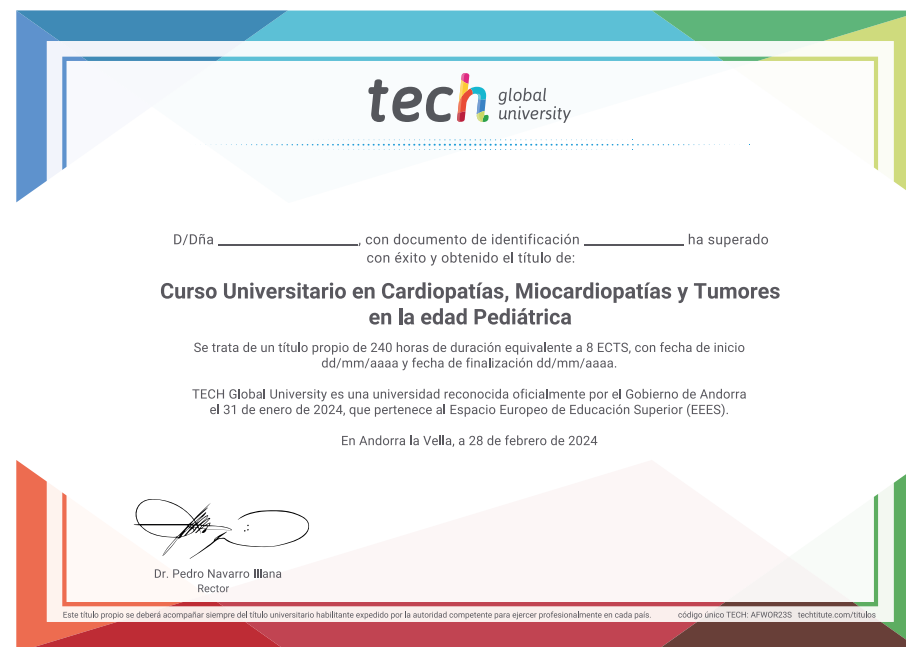 tech global university
D/Dña ____________, con documento de identificación ____________ ha superado
con éxito y obtenido el título de:
Curso Universitario en Cardiopatías, Miocardiopatías y Tumores
en la edad Pediátrica
Se trata de un título propio de 240 horas de duración equivalente a 8 ECTS, con fecha de inicio
dd/mm/aaaa y fecha de finalización dd/mm/aaaa.
TECH Global University es una universidad reconocida oficialmente por el Gobierno de Andorra
el 31 de enero de 2024, que pertenece al Espacio Europeo de Educación Superior (EEES).
En Andorra la Vella, a 28 de febrero de 2024
Dr. Pedro Navarro Illana
Rector
Este título propio se deberá acompañar siempre del título universitario habilitante expedido por la autoridad competente para ejercer profesionalmente en cada país. código único TECH: AFWOR23S techtitute.com/titulos